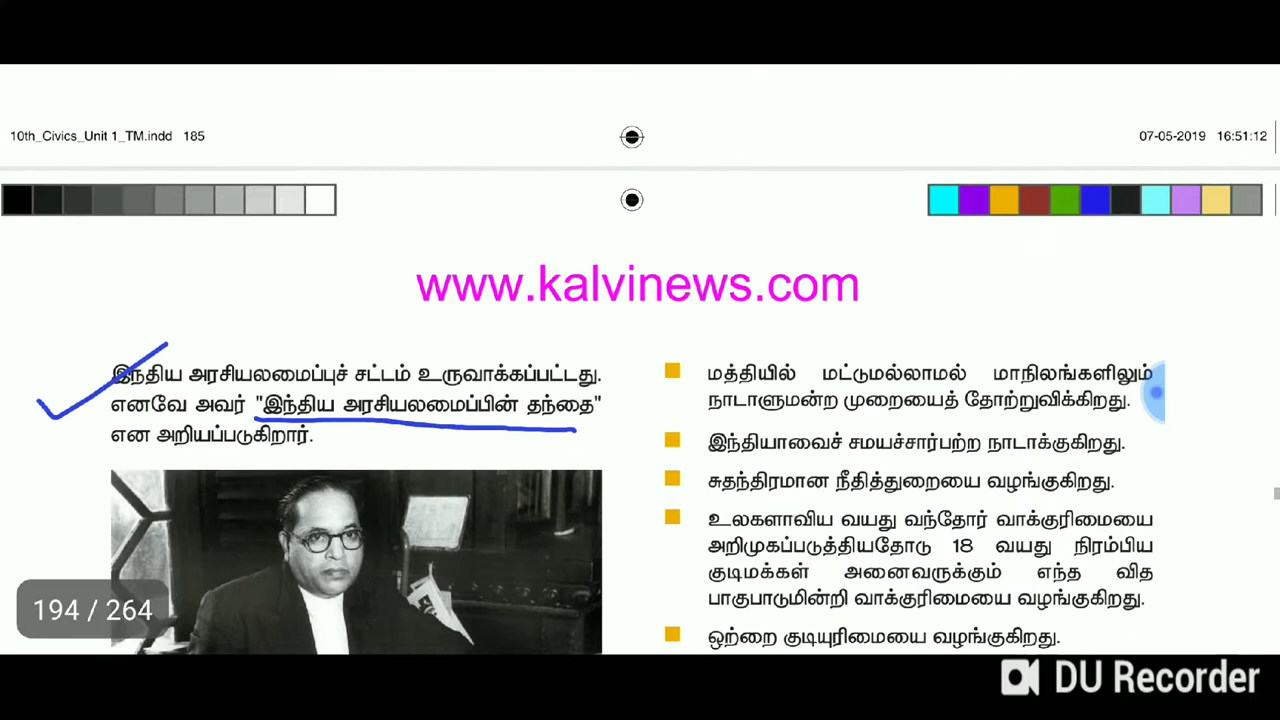 10th_Civics_Unit 1_TM.indd 185
07-05-2019 16:51:12
www.kalvinews.com
இந்திய அரசியலமைப்புச் சட்டம் உருவாக்கப்பட்டது.
எனவே அவர் "இந்திய அரசியலமைப்பின் தந்தை"
என அறியப்படுகிறார்.
மத்தியில் மட்டுமல்லாமல் மாநிலங்களிலும்
நாடாளுமன்ற முறையைத் தோற்றுவிக்கிறது.
இந்தியாவைச் சமயச்சார்பற்ற நாடாக்குகிறது.
சுதந்திரமான நீதித்துறையை வழங்குகிறது.
உலகளாவிய வயது வந்தோர் வாக்குரிமையை
அறிமுகப்படுத்தியதோடு 18 வயது நிரம்பிய
குடிமக்கள் அனைவருக்கும் எந்த வித
பாகுபாடுமின்றி வாக்குரிமையை வழங்குகிறது.
ஒற்றை குடியுரிமையை வழங்குகிறது.
194 / 264
DU Recorder